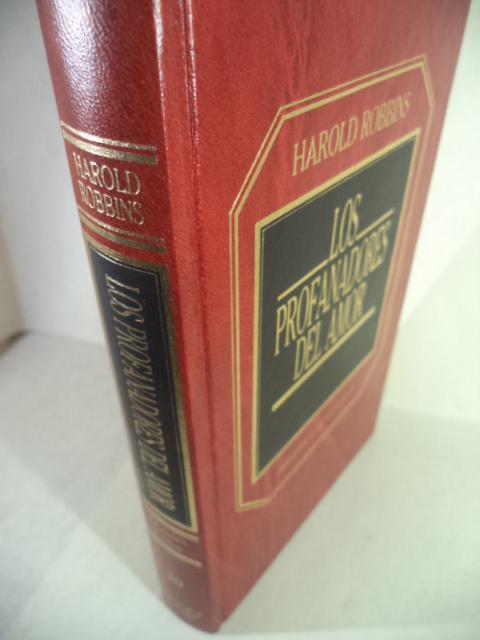 HAROLD ROBBINS
LOS
PROFANADORES
DEL AMOR
HAROLD
ROBBINS
LOS PROFANADORES DEL AMOR